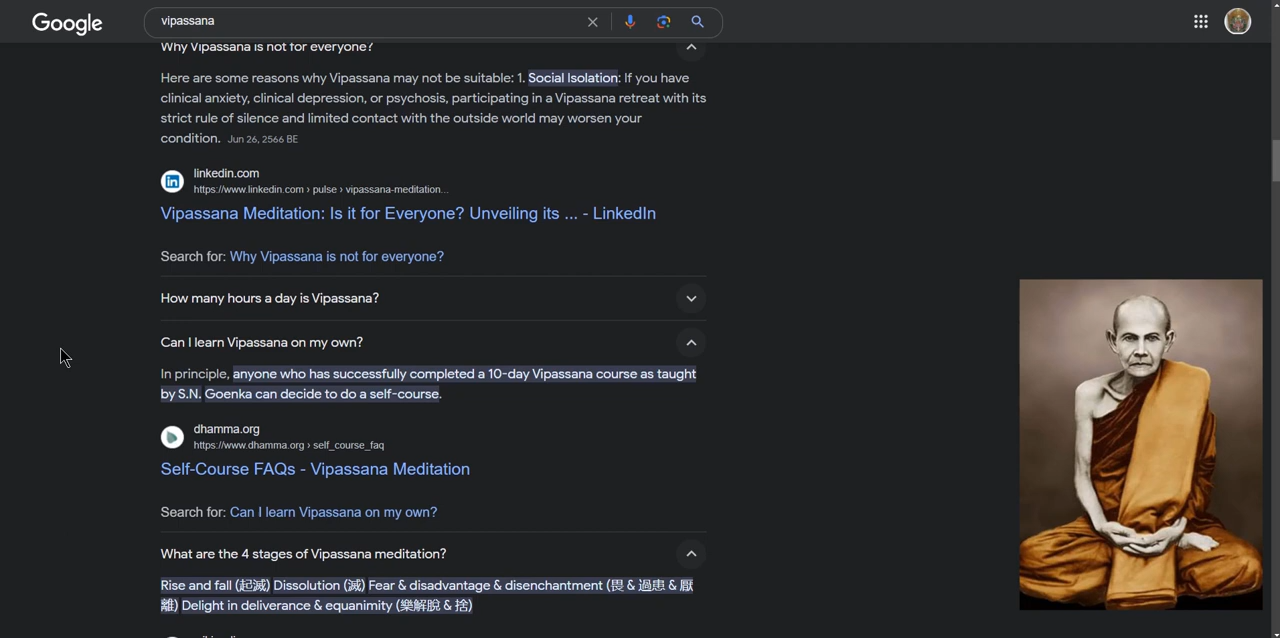 Google
vipassana
Why Vipassana is not for everyone?
Here are some reasons why Vipassana may not be suitable: 1. Social Isolation: If you have
clinical anxiety, clinical depression, or psychosis, participating in a Vipassana retreat with its
strict rule of silence and limited contact with the outside world may worsen your
condition. Jun 26, 2566 BE
linkedin.com
https://www.linkedin.com › pulse › vipassana-meditation...
Vipassana Meditation: Is it for Everyone? Unveiling its ... - LinkedIn
Search for: Why Vipassana is not for everyone?
How many hours a day is Vipassana?
Can I learn Vipassana on my own?
In principle, anyone who has successfully completed a 10-day Vipassana course as taught
by S.N. Goenka can decide to do a self-course.
dhamma.org
https://www.dhamma.org › self_course_faq
Self-Course FAQs - Vipassana Meditation
Search for: Can I learn Vipassana on my own?
What are the 4 stages of Vipassana meditation?
Rise and fall (起滅) Dissolution (滅) Fear & disadvantage & disenchantment (畏 & 過患 & 厭
離) Delight in deliverance & equanimity (樂解脫 & 捨)